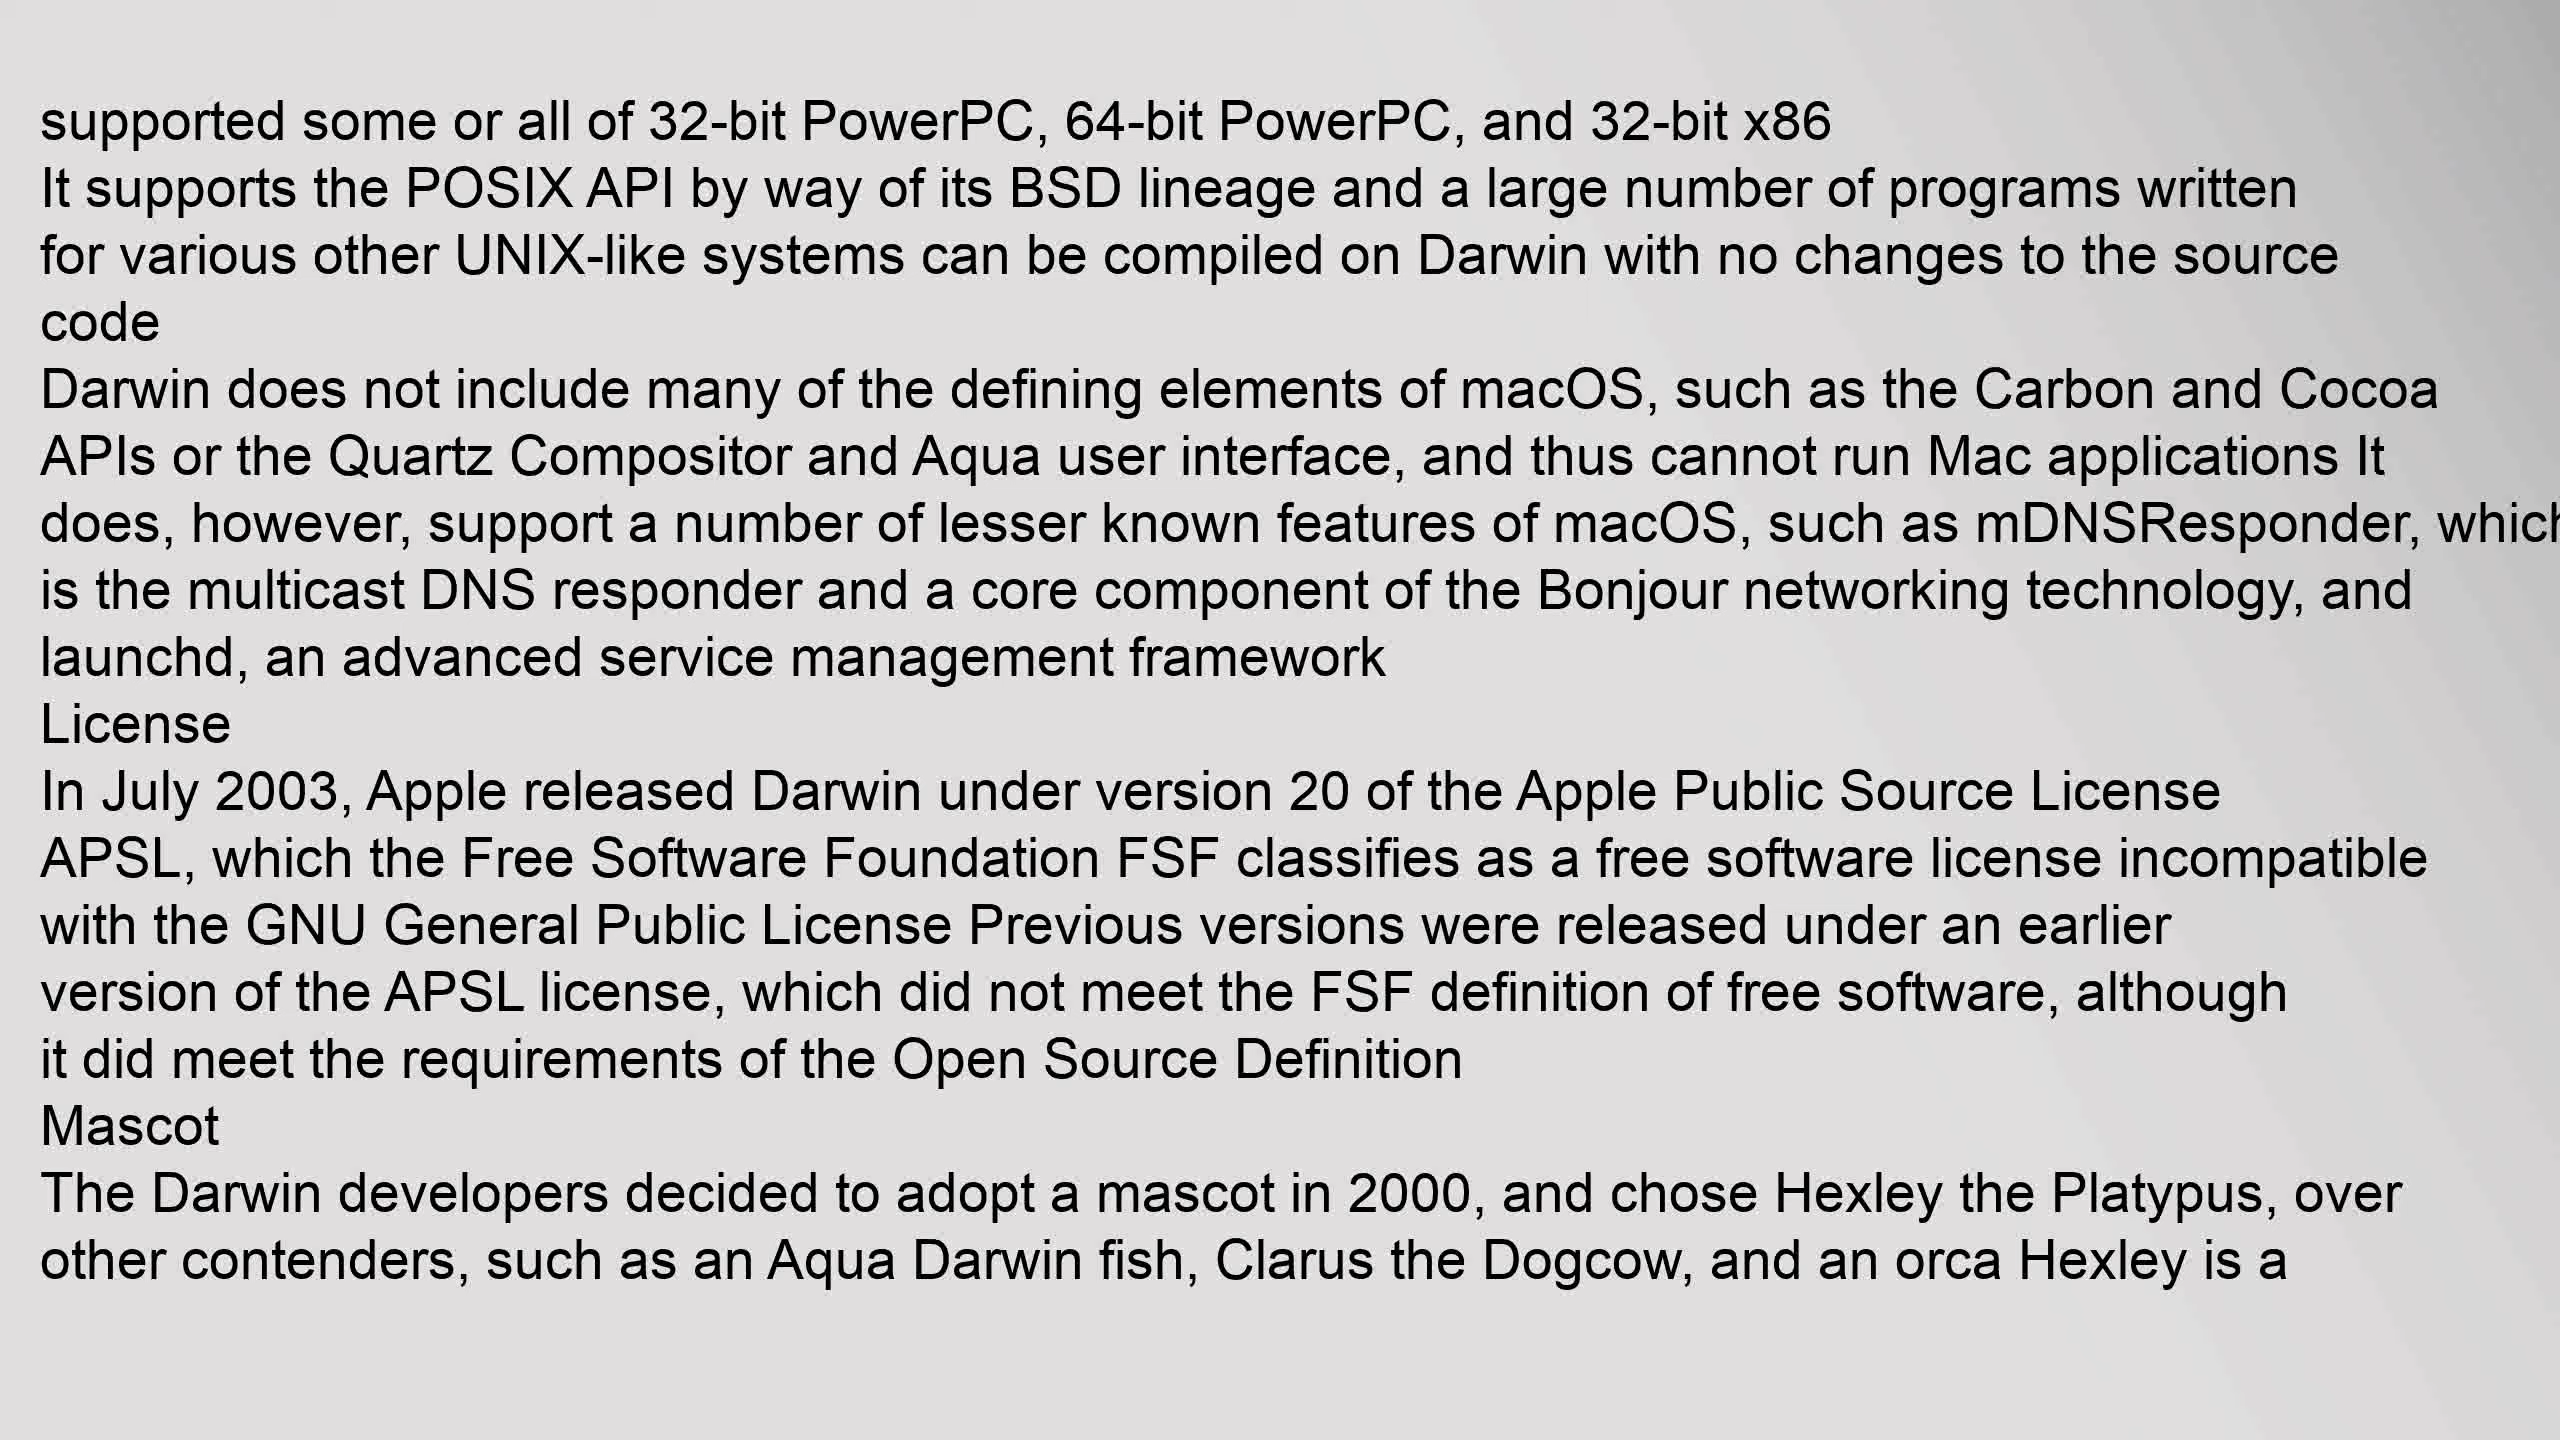 supported some or all of 32-bit PowerPC, 64-bit PowerPC, and 32-bit x86
It supports the POSIX API by way of its BSD lineage and a large number of programs written
for various other UNIX-like systems can be compiled on Darwin with no changes to the source
code
Darwin does not include many of the defining elements of macOS, such as the Carbon and Cocoa
APIs or the Quartz Compositor and Aqua user interface, and thus cannot run Mac applications It
does, however, support a number of lesser known features of macOS, such as mDNSResponder, which
is the multicast DNS responder and a core component of the Bonjour networking technology, and
launchd, an advanced service management framework
License
In July 2003, Apple released Darwin under version 20 of the Apple Public Source License
APSL, which the Free Software Foundation FSF classifies as a free software license incompatible
with the GNU General Public License Previous versions were released under an earlier
version of the APSL license, which did not meet the FSF definition of free software, although
it did meet the requirements of the Open Source Definition
Mascot
The Darwin developers decided to adopt a mascot in 2000, and chose Hexley the Platypus, over
other contenders, such as an Aqua Darwin fish, Clarus the Dogcow, and an orca Hexley is a